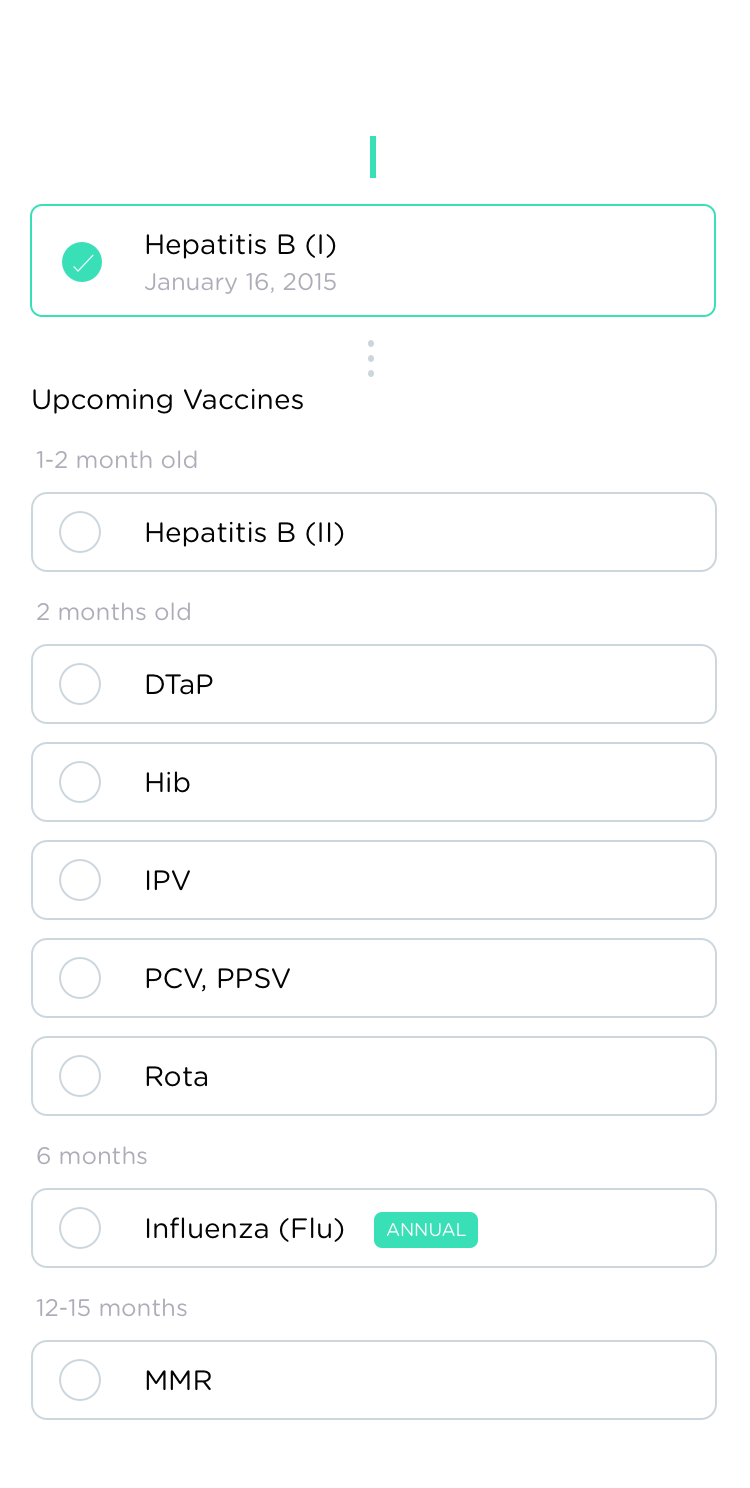 Hepatitis B (I)
January 16, 2015
Upcoming Vaccines
1-2 month old
Hepatitis B (II)
2 months old
DTaP
Hib
IPV
PCV, PPSV
Rota
6 months
Influenza (Flu) ANNUAL
12-15 months
MMR